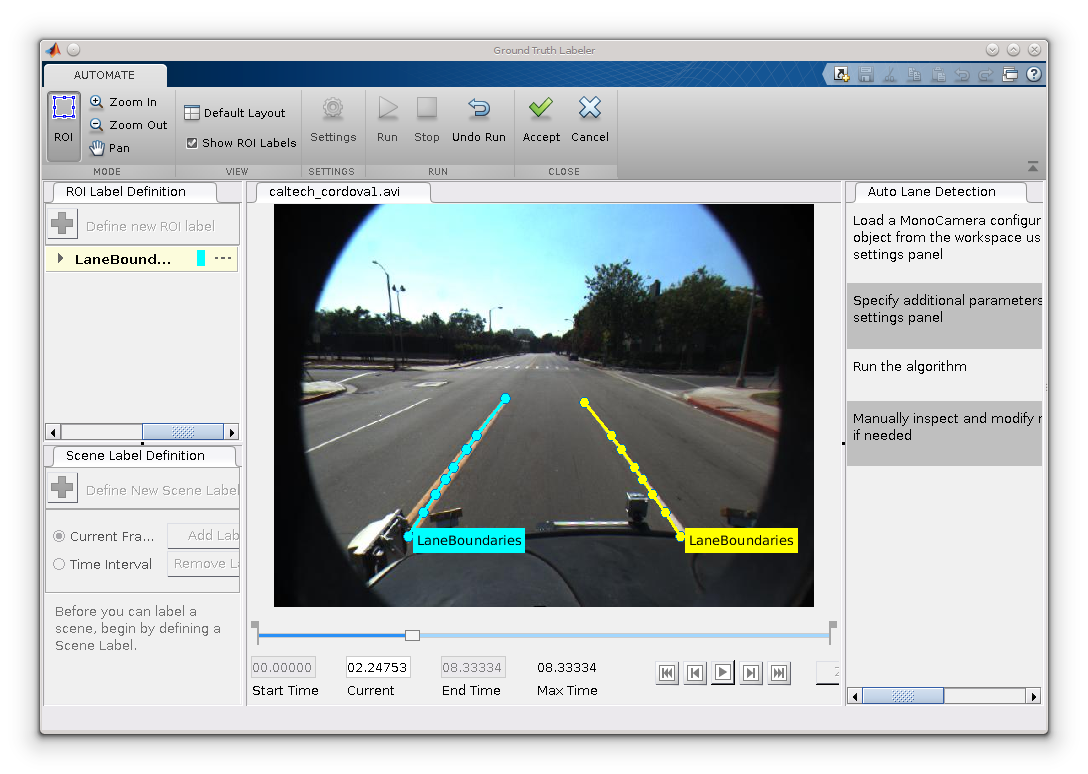 Ground Truth Labeler
AUTOMATE
ROI
Zoom In
Zoom Out
Pan
MODE
Default Layout
Show ROI Labels
VIEW
Settings
SETTINGS
Run
Stop
Undo Run
RUN
Accept
Cancel
CLOSE
ROI Label Definition
Define new ROI label
LaneBound...
Scene Label Definition
Define New Scene Label
Current Fra...
Add Lab
Time Interval
Remove La
Before you can label a
scene, begin by defining a
Scene Label.
caltech_cordova1.avi
LaneBoundaries
LaneBoundaries
00.00000
02.24753
08.33334
08.33334
Start Time
Current
End Time
Max Time
Auto Lane Detection
Load a MonoCamera configur
object from the workspace us
settings panel
Specify additional parameters
settings panel
Run the algorithm
Manually inspect and modify r
if needed